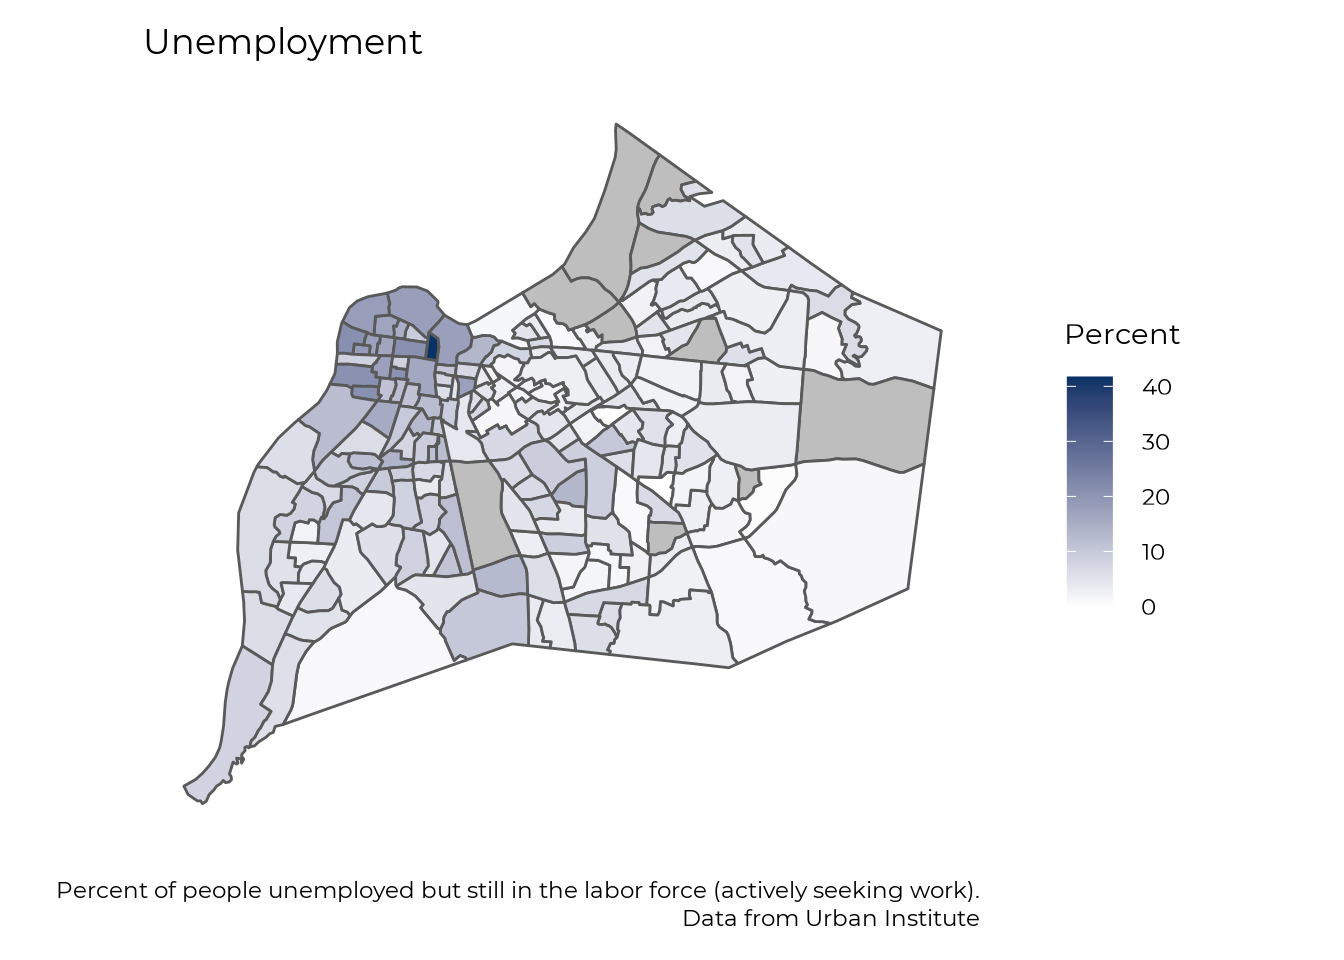 Unemployment
Percent
40
30
20
10
0
Percent of people unemployed but still in the labor force (actively seeking work).
Data from Urban Institute